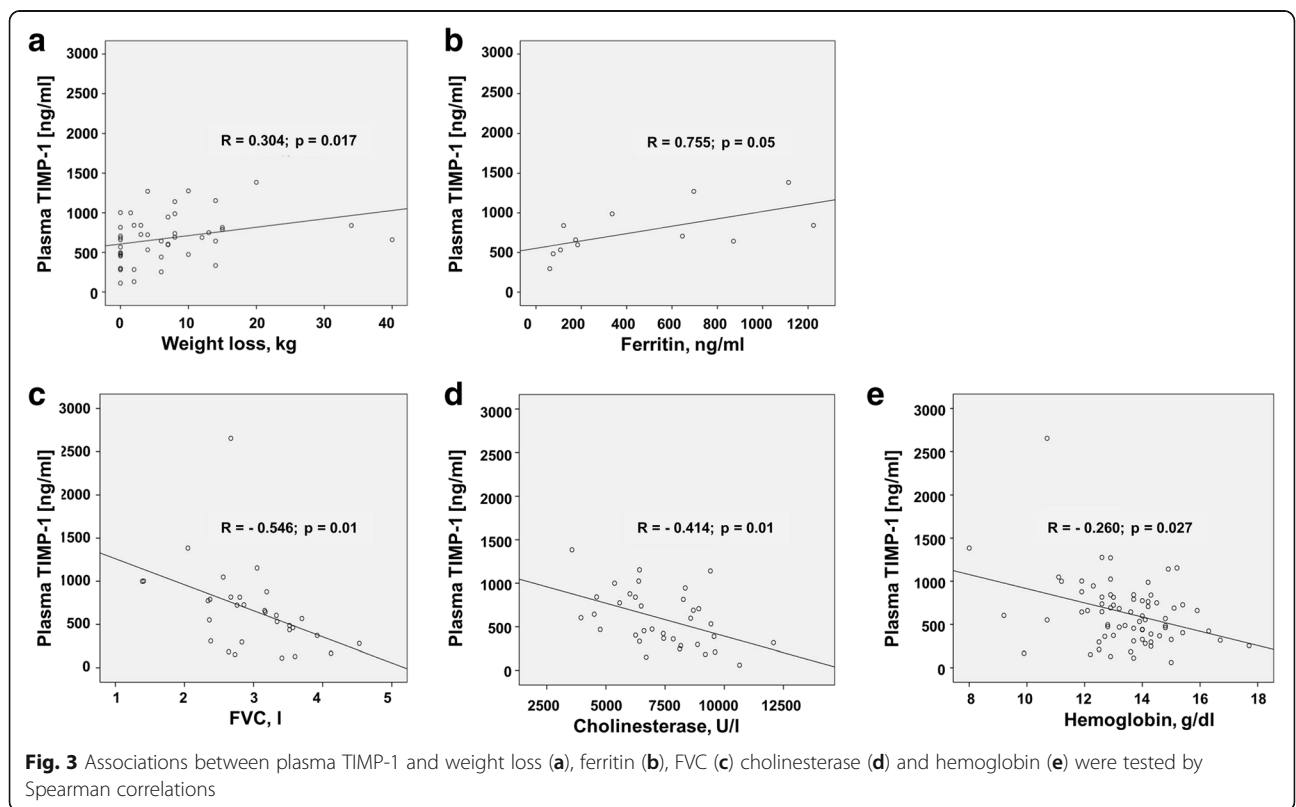 a
3000
2500
2000
1500
1000
500
0
Plasma TIMP-1 [ng/ml]
R = 0.304; p = 0.017
0 10 20 30 40
Weight loss, kg
b
3000
2500
2000
1500
1000
500
0
Plasma TIMP-1 [ng/ml]
R = 0.755; p = 0.05
0 200 400 600 800 1000 1200
Ferritin, ng/ml
c
3000
2500
2000
1500
1000
500
0
Plasma TIMP-1 [ng/ml]
R = - 0.546; p = 0.01
1 2 3 4 5
FVC, l
d
3000
2500
2000
1500
1000
500
0
Plasma TIMP-1 [ng/ml]
R = - 0.414; p = 0.01
2500 5000 7500 10000 12500
Cholinesterase, U/l
e
3000
2500
2000
1500
1000
500
0
Plasma TIMP-1 [ng/ml]
R = - 0.260; p = 0.027
8 10 12 14 16 18
Hemoglobin, g/dl
Fig. 3 Associations between plasma TIMP-1 and weight loss (a), ferritin (b), FVC (c) cholinesterase (d) and hemoglobin (e) were tested by
Spearman correlations